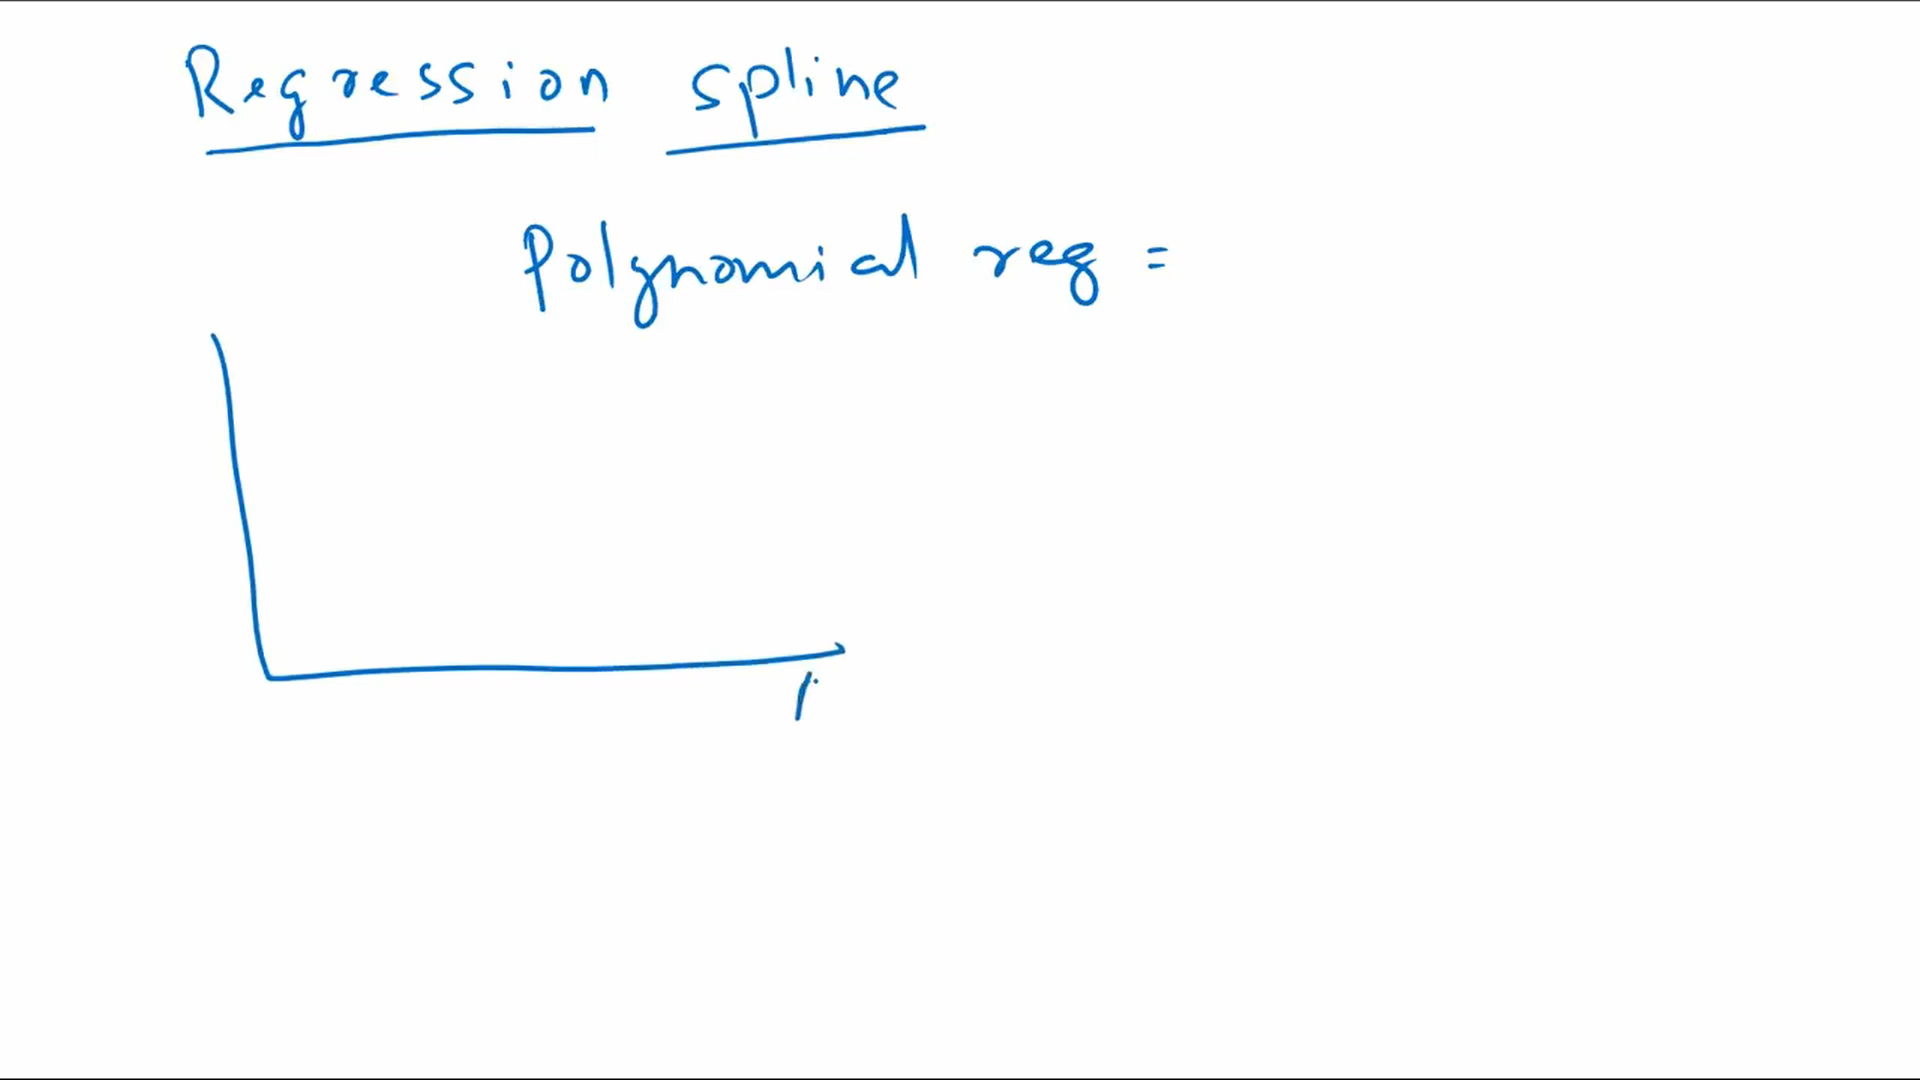 Regression spline
Polynomial reg =